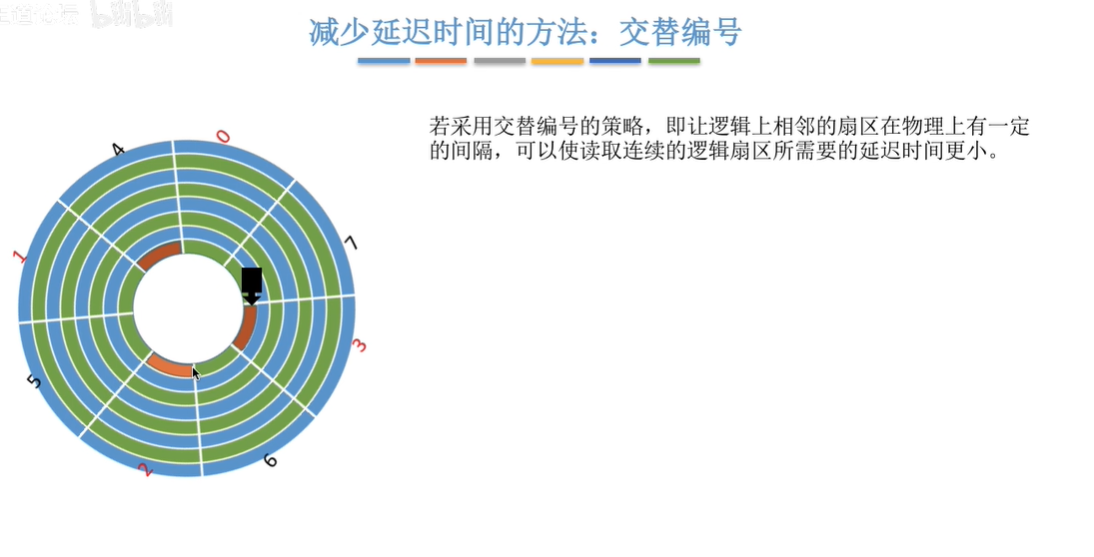 bilibili
减少延迟时间的方法：交替编号
若采用交替编号的策略，即让逻辑上相邻的扇区在物理上有一定
的间隔，可以使读取连续的逻辑扇区所需要的延迟时间更小。
0
4
7
1
3
5
6
2